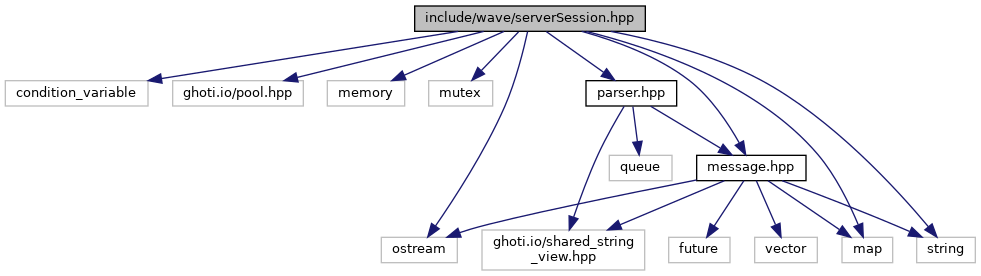 include/wave/serverSession.hpp
condition_variable
ghoti.io/pool.hpp
memory
mutex
parser.hpp
queue
message.hpp
ostream
ghoti.io/shared_string
_view.hpp
future
vector
map
string